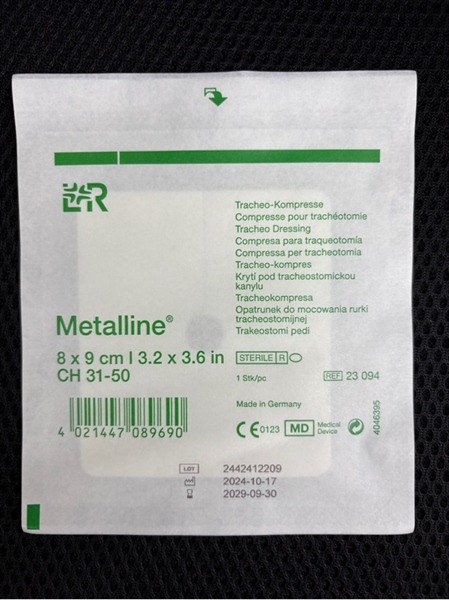 L&R
Tracheo-Kompresse
Compresse pour trachéotomie
Tracheo Dressing
Compresa para traqueotomía
Compressa per tracheotomia
Tracheo-kompres
Krytí pod tracheostomickou
kanylu
Tracheokompresa
Opatrunek do mocowania rurki
tracheostomijnej
Trakeostomi pedi
Metalline®
8 x 9 cm I 3.2 x 3.6 in
CH 31-50
STERILE R
1 Stk/pc
REF 23 094
Made in Germany
4 021447 089690
CE 0123
MD Medical
Device
4046395
LOT 2442412209
2024-10-17
2029-09-30